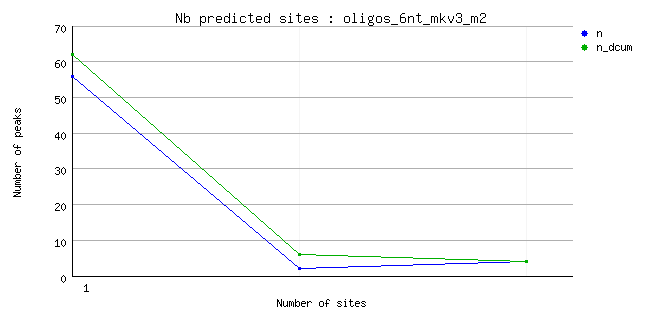 Nb predicted sites : oligos_6nt_mkv3_m2
n
n_dcum
70
60
50
40
30
20
10
0
1
Number of peaks
Number of sites